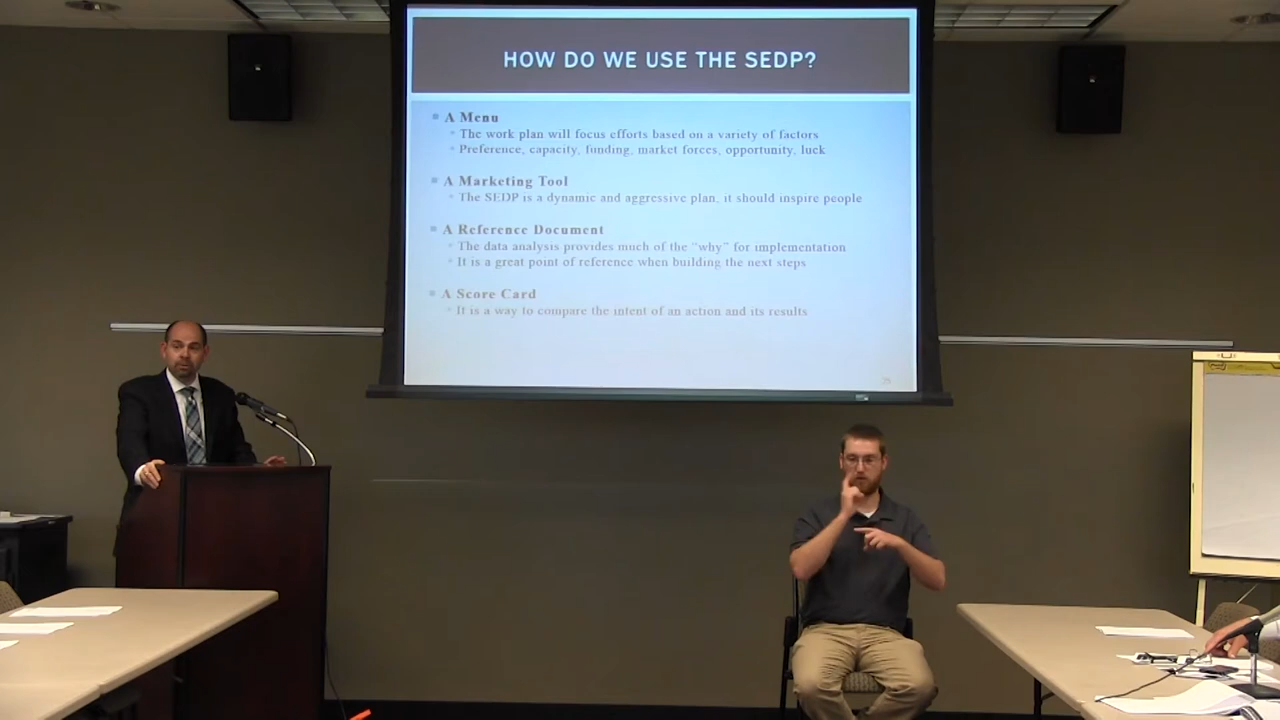 HOW DO WE USE THE SEDP?
A Menu
The work plan will focus efforts based on a variety of factors
Preference, capacity, funding, market forces, opportunity, luck
A Marketing Tool
The SEDP is a dynamic and aggressive plan, it should inspire people
A Reference Document
The data analysis provides much of the "why" for implementation
It is a great point of reference when building the next steps
A Score Card
It is a way to compare the intent of an action and its results